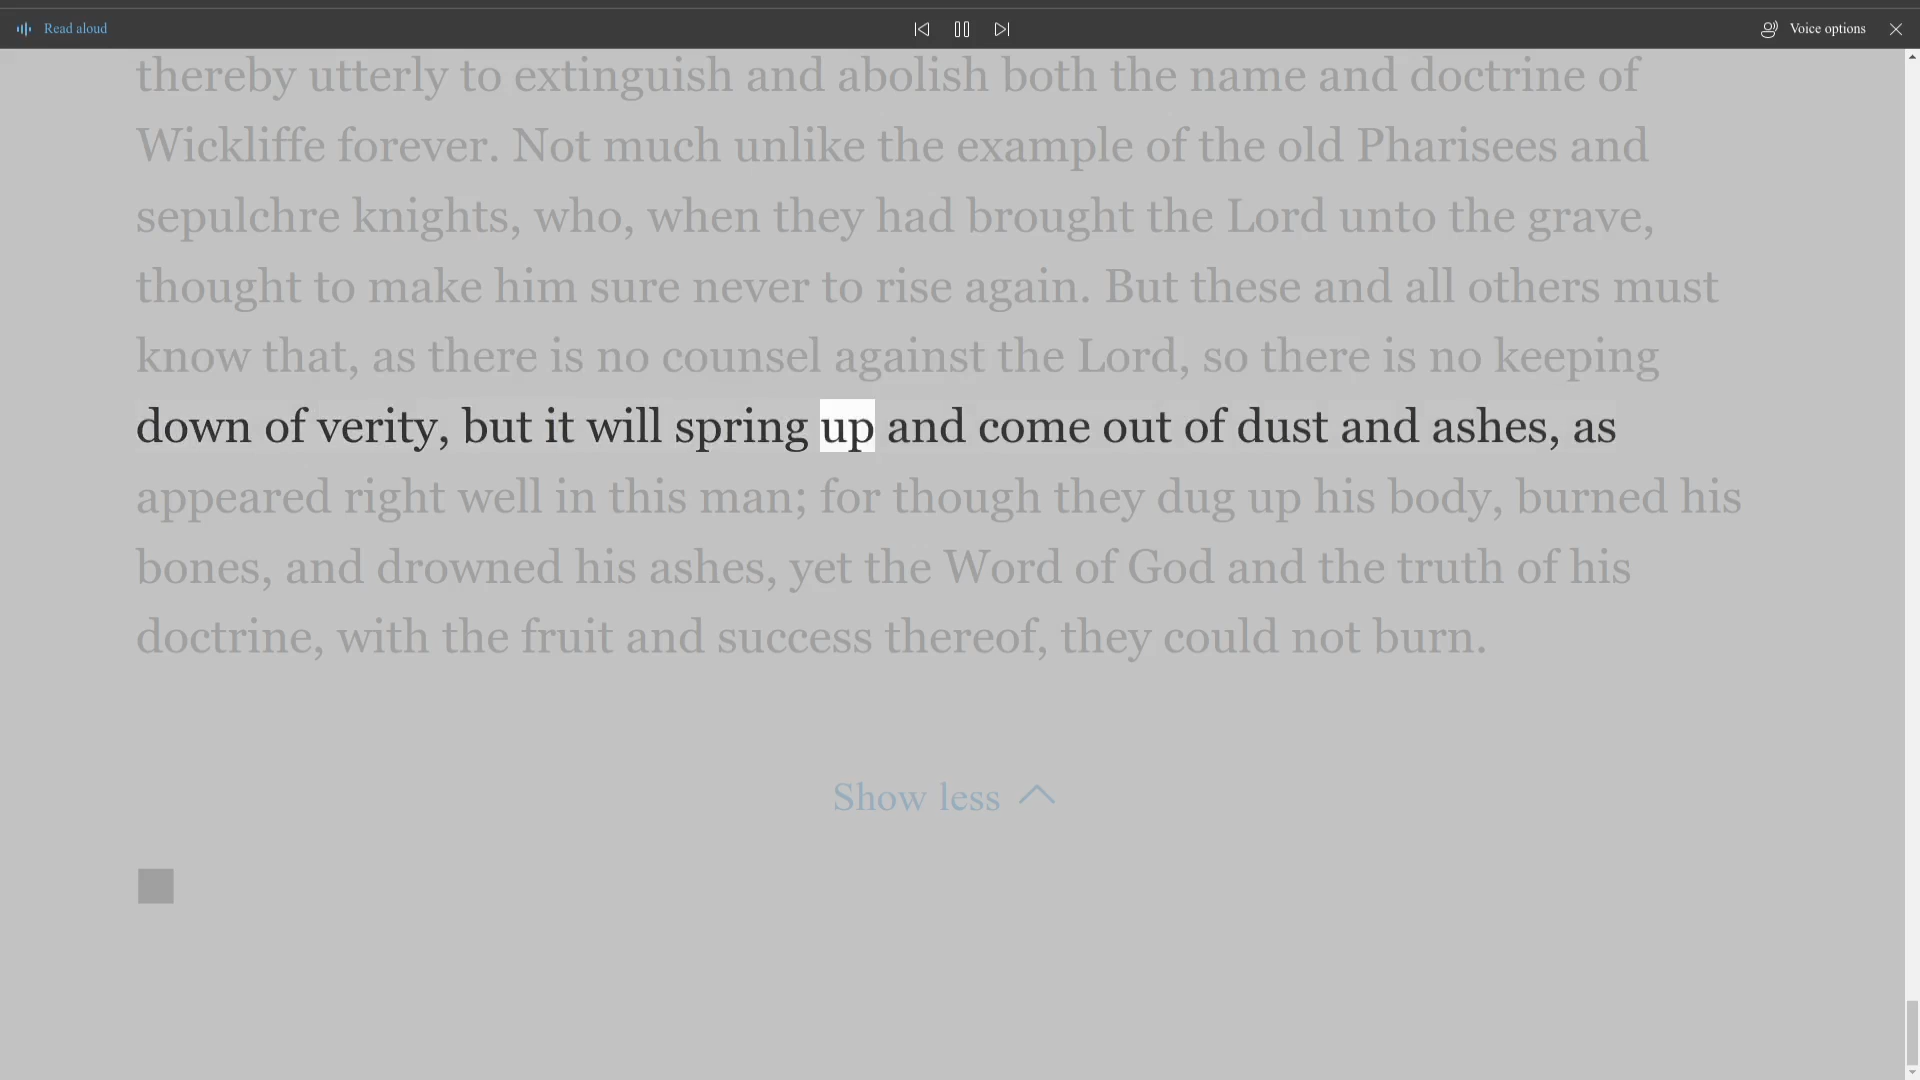 Read aloud
Voice options
thereby utterly to extinguish and abolish both the name and doctrine of
Wickliffe forever. Not much unlike the example of the old Pharisees and
sepulchre knights, who, when they had brought the Lord unto the grave,
thought to make him sure never to rise again. But these and all others must
know that, as there is no counsel against the Lord, so there is no keeping
down of verity, but it will spring up and come out of dust and ashes, as
appeared right well in this man; for though they dug up his body, burned his
bones, and drowned his ashes, yet the Word of God and the truth of his
doctrine, with the fruit and success thereof, they could not burn.
Show less